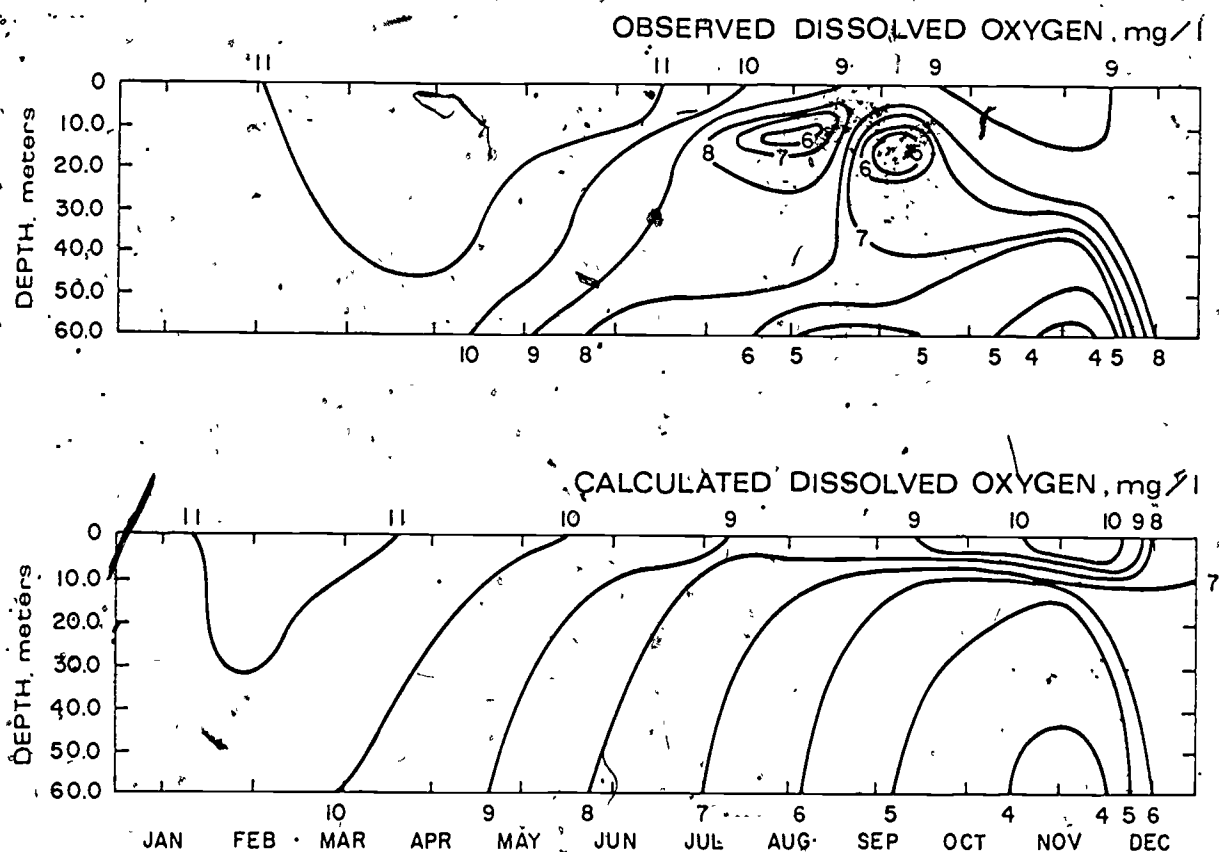 OBSERVED DISSOLVED OXYGEN, mg/l
11 11 10 9 9 9
0
10.0
20.0
30.0
40.0
50.0
60.0
DEPTH, meters
8 7 6 6 6 7
10 9 8 6 5 5 5 4 4 5 8
CALCULATED DISSOLVED OXYGEN, mg/l
11 11 10 9 9 10 10 9 8
0
10.0
20.0
30.0
40.0
50.0
60.0
DEPTH, meters
7
10 9 8 7 6 5 4 4 5 6
JAN FEB MAR APR MAY JUN JUL AUG SEP OCT NOV DEC